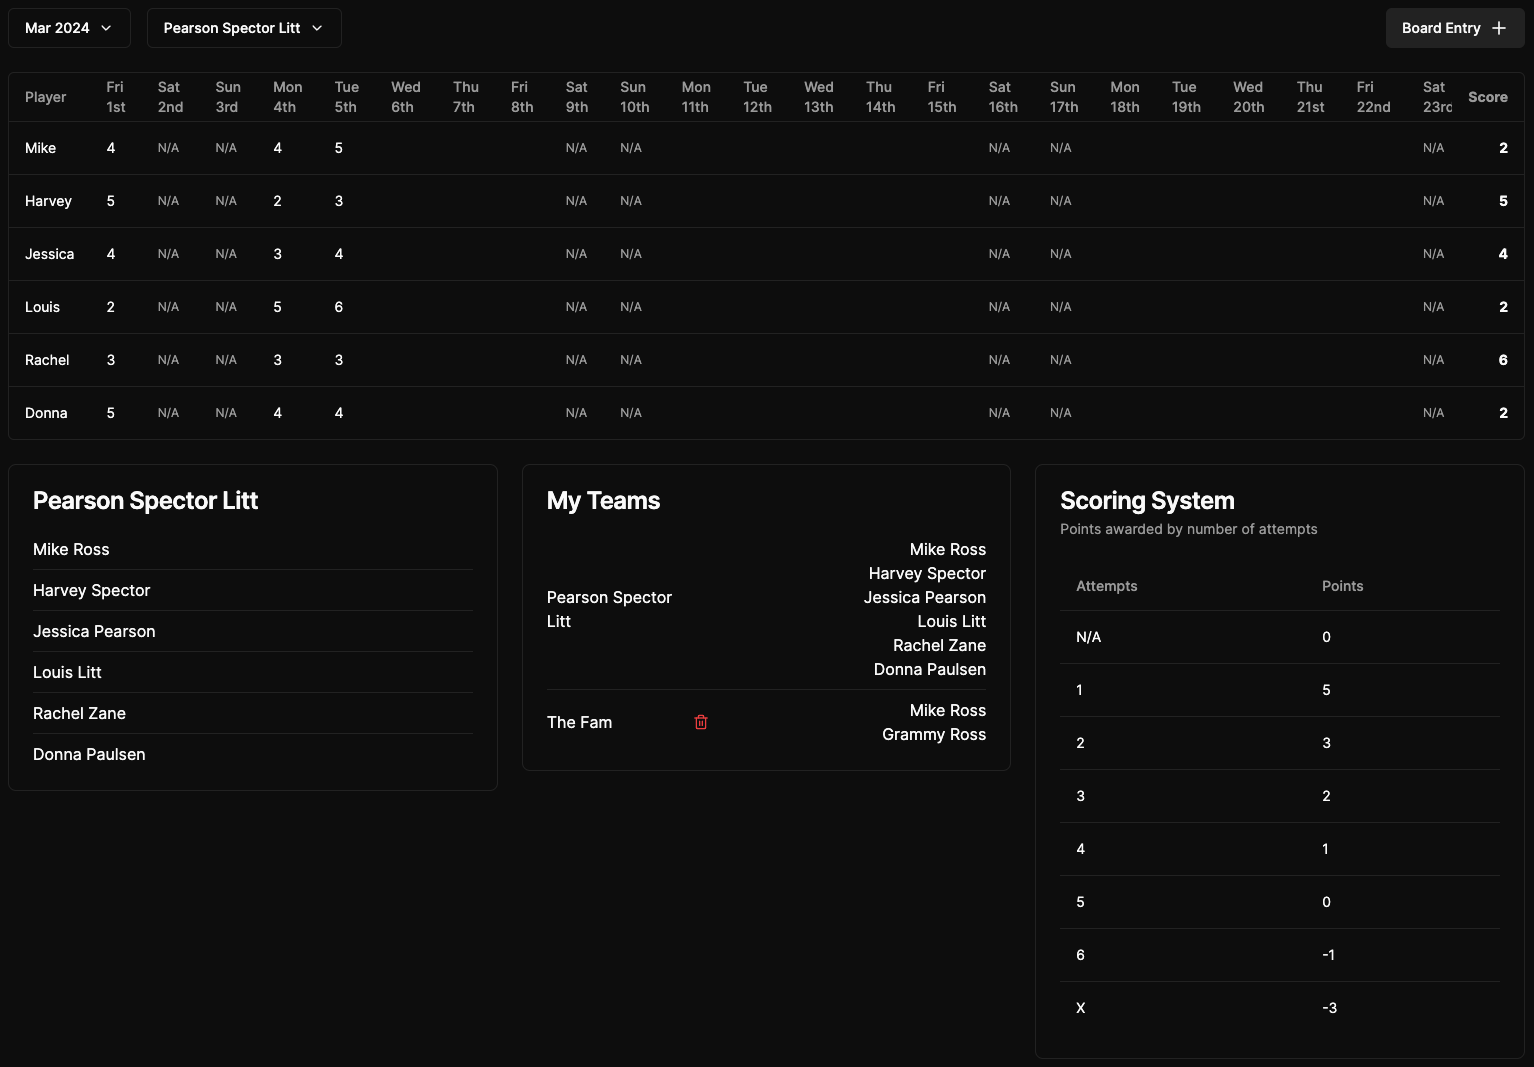 Mar 2024 Pearson Spector Litt Board Entry
Player Fri 1st Sat 2nd Sun 3rd Mon 4th Tue 5th Wed 6th Thu 7th Fri 8th Sat 9th Sun 10th Mon 11th Tue 12th Wed 13th Thu 14th Fri 15th Sat 16th Sun 17th Mon 18th Tue 19th Wed 20th Thu 21st Fri 22nd Sat 23rd Score
Mike 4 N/A N/A 4 5 N/A N/A N/A N/A N/A 2
Harvey 5 N/A N/A 2 3 N/A N/A N/A N/A N/A 5
Jessica 4 N/A N/A 3 4 N/A N/A N/A N/A N/A 4
Louis 2 N/A N/A 5 6 N/A N/A N/A N/A N/A 2
Rachel 3 N/A N/A 3 3 N/A N/A N/A N/A N/A 6
Donna 5 N/A N/A 4 4 N/A N/A N/A N/A N/A 2
Pearson Spector Litt
Mike Ross
Harvey Spector
Jessica Pearson
Louis Litt
Rachel Zane
Donna Paulsen
My Teams
Pearson Spector
Litt
Mike Ross
Harvey Spector
Jessica Pearson
Louis Litt
Rachel Zane
Donna Paulsen
The Fam
Mike Ross
Grammy Ross
Scoring System
Points awarded by number of attempts
Attempts Points
N/A 0
1 5
2 3
3 2
4 1
5 0
6 -1
X -3